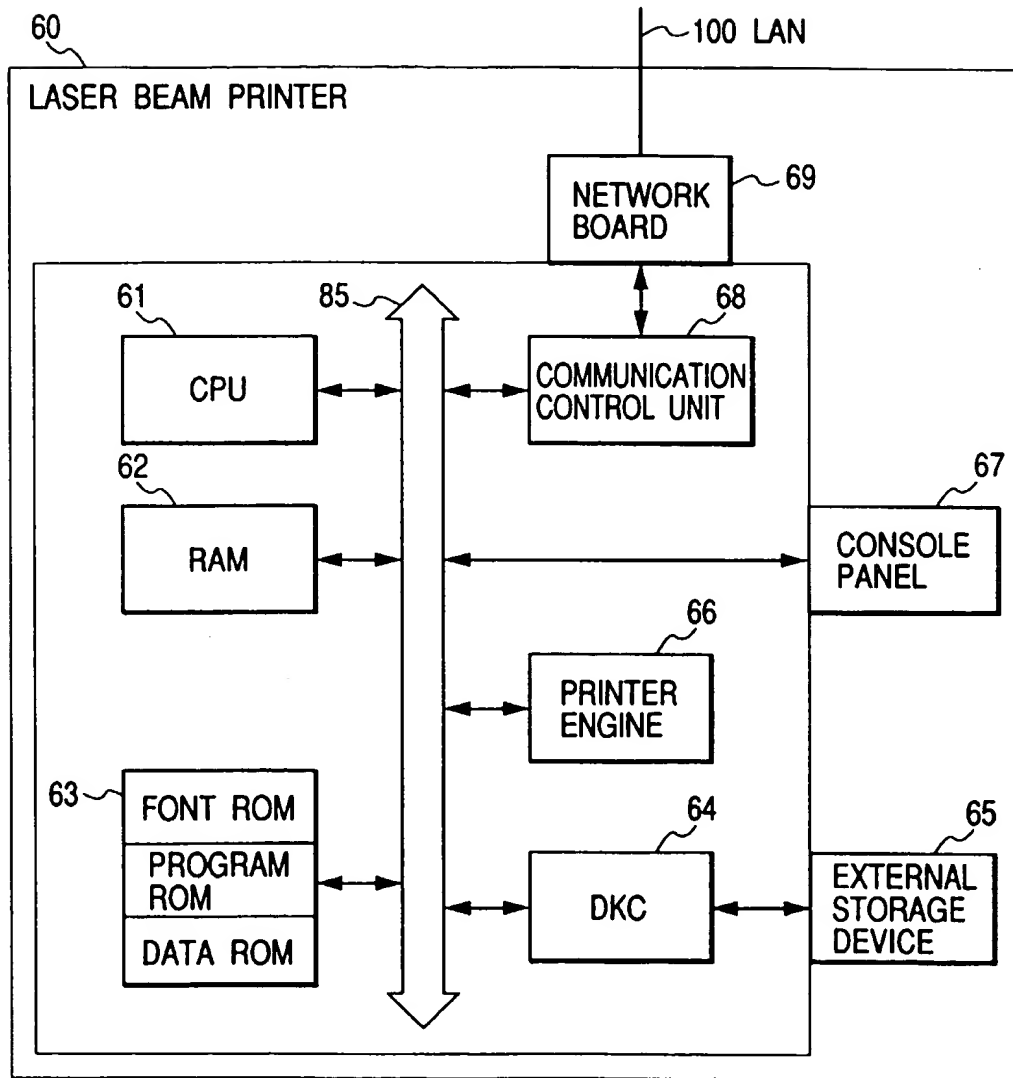 60
100 LAN
LASER BEAM PRINTER
69
NETWORK
BOARD
61
85
68
CPU
COMMUNICATION
CONTROL UNIT
62
67
RAM
CONSOLE
PANEL
66
PRINTER
ENGINE
63
FONT ROM
PROGRAM
ROM
DATA ROM
64
DKC
65
EXTERNAL
STORAGE
DEVICE